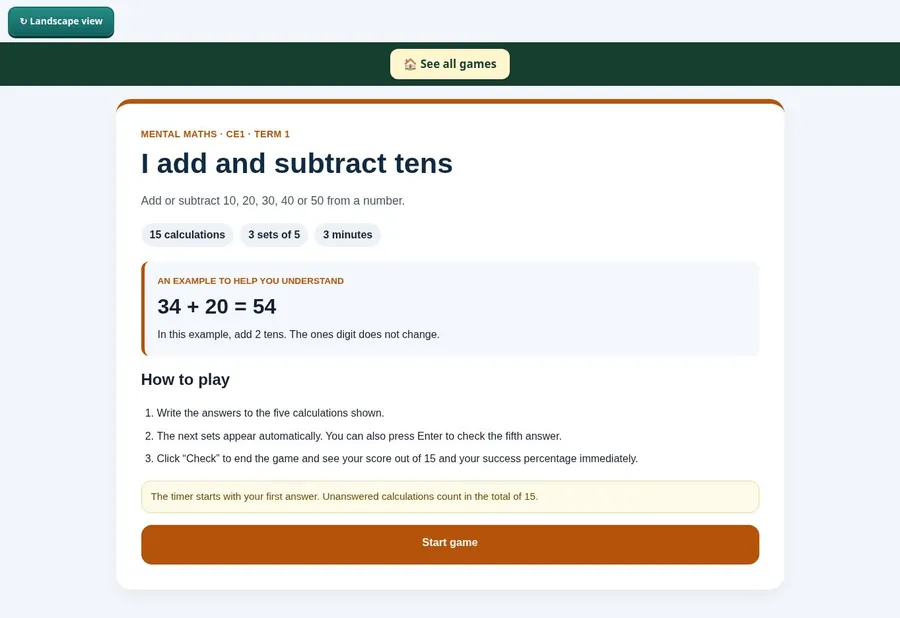 ↻ Landscape view
🏠 See all games
MENTAL MATHS · CE1 · TERM 1
I add and subtract tens
Add or subtract 10, 20, 30, 40 or 50 from a number.
15 calculations 3 sets of 5 3 minutes
AN EXAMPLE TO HELP YOU UNDERSTAND
34 + 20 = 54
In this example, add 2 tens. The ones digit does not change.
How to play
1. Write the answers to the five calculations shown.
2. The next sets appear automatically. You can also press Enter to check the fifth answer.
3. Click “Check” to end the game and see your score out of 15 and your success percentage immediately.
The timer starts with your first answer. Unanswered calculations count in the total of 15.
Start game